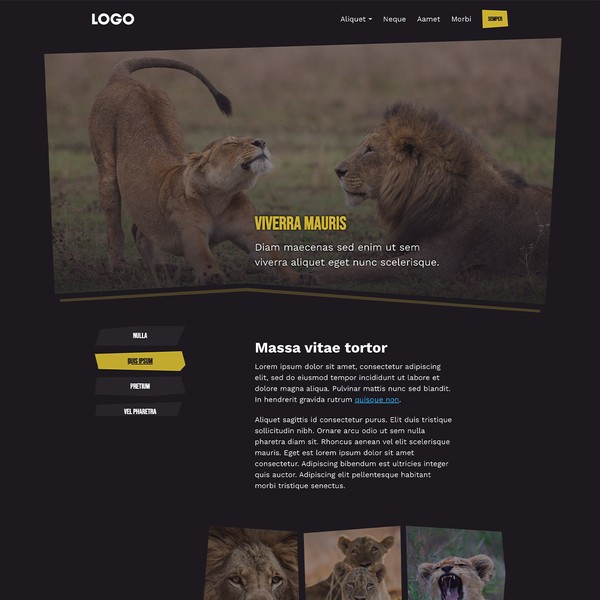 LOGO
Aliquet Neque Aamet Morbi SEMPER
VIVERRA MAURIS
Diam maecenas sed enim ut sem
viverra aliquet eget nunc scelerisque.
NULLA
QUIS IPSUM
PRETIUM
VEL PHARETRA
Massa vitae tortor
Lorem ipsum dolor sit amet, consectetur adipiscing
elit, sed do eiusmod tempor incididunt ut labore et
dolore magna aliqua. Pulvinar mattis nunc sed blandit.
In hendrerit gravida rutrum quisque non.
Aliquet sagittis id consectetur purus. Elit duis tristique
sollicitudin nibh. Ornare arcu odio ut sem nulla
pharetra diam sit. Rhoncus aenean vel elit scelerisque
mauris. Eget est lorem ipsum dolor sit amet
consectetur. Adipiscing bibendum est ultricies integer
quis auctor. Adipiscing elit pellentesque habitant
morbi tristique senectus.